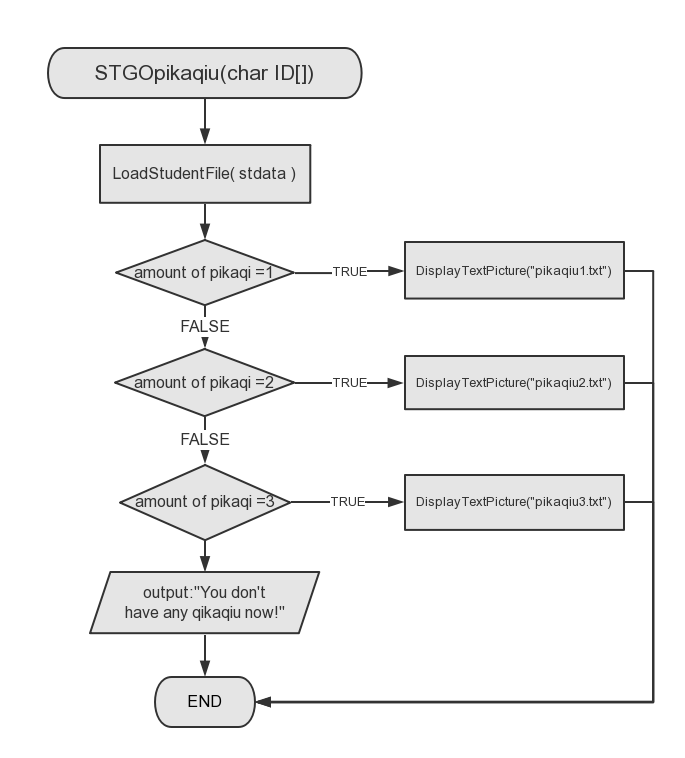 STGOpikaqiu(char ID[])
LoadStudentFile( stdata )
amount of pikaqi =1
TRUE
DisplayTextPicture("pikaqiu1.txt")
FALSE
amount of pikaqi =2
TRUE
DisplayTextPicture("pikaqiu2.txt")
FALSE
amount of pikaqi =3
TRUE
DisplayTextPicture("pikaqiu3.txt")
output:"You don't
have any qikaqiu now!"
END